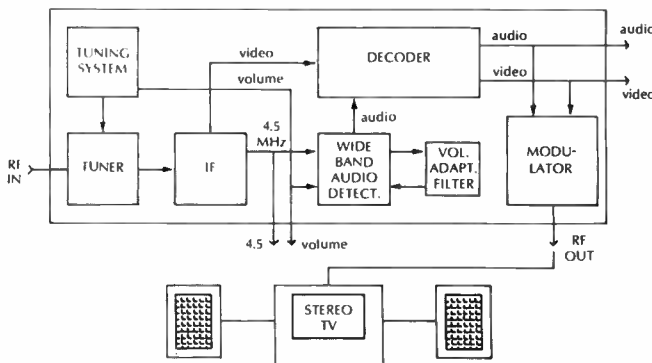 TUNING
SYSTEM
video
volume
DECODER
audio
audio
video
video
audio
4.5
MHz
RF
IN
TUNER
IF
WIDE
BAND
AUDIO
DETECT.
VOL.
ADAPT.
FILTER
MODU-
LATOR
4.5
volume
RF
OUT
STEREO
TV